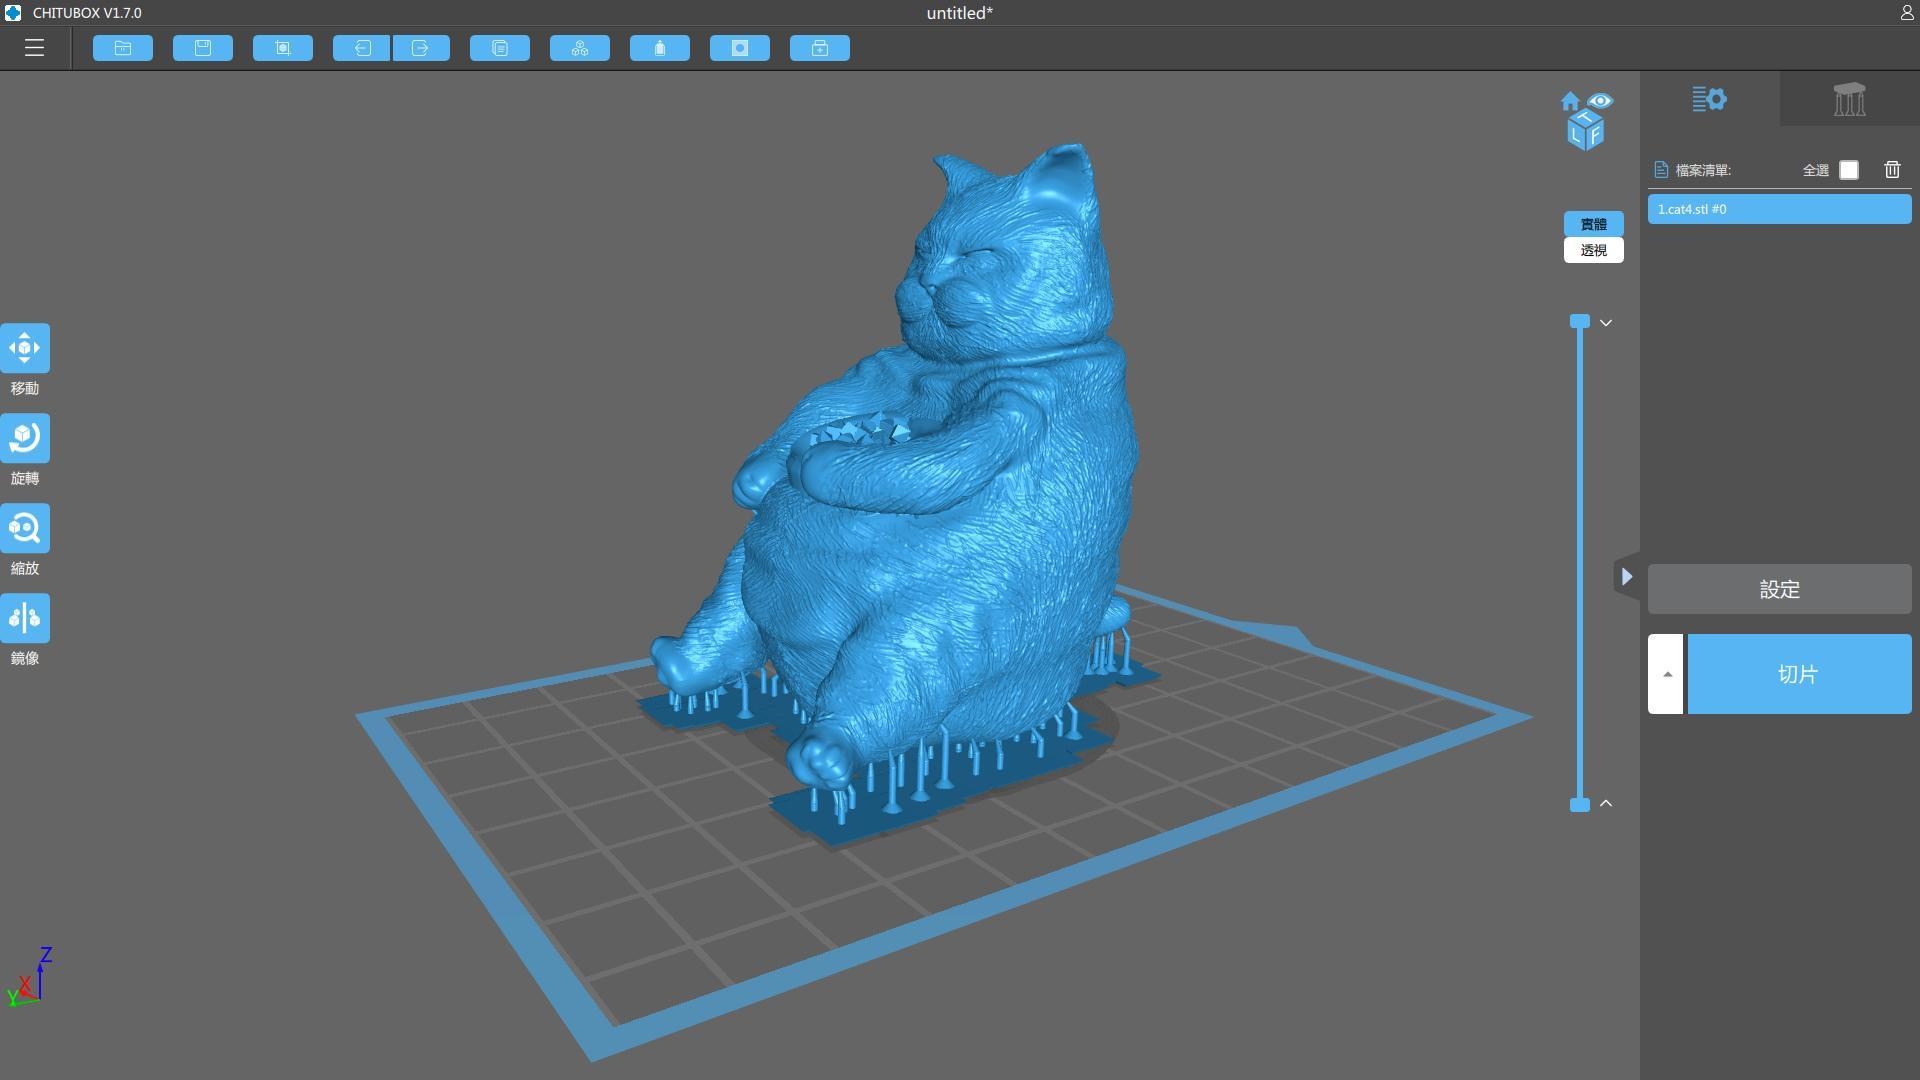 CHITUBOX V1.7.0
untitled*
T
L F
檔案清單:
全選
1.cat4.stl #0
實體
透視
移動
旋轉
縮放
鏡像
設定
切片
Z
X
Y